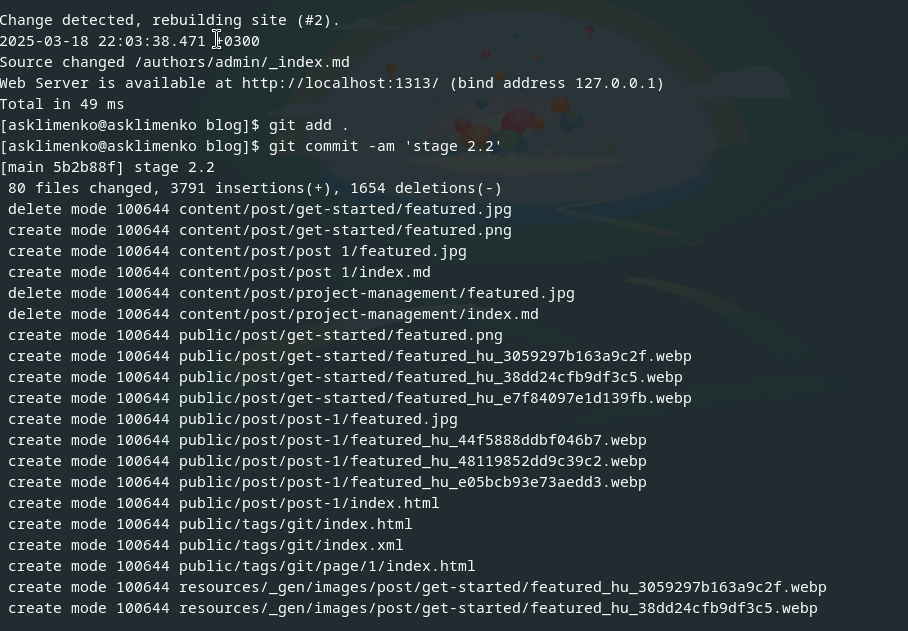 Change detected, rebuilding site (#2).
2025-03-18 22:03:38.471 +0300
Source changed /authors/admin/_index.md
Web Server is available at http://localhost:1313/ (bind address 127.0.0.1)
Total in 49 ms
[asklimenko@asklimenko blog]$ git add .
[asklimenko@asklimenko blog]$ git commit -am 'stage 2.2'
[main 5b2b88f] stage 2.2
 80 files changed, 3791 insertions(+), 1654 deletions(-)
 delete mode 100644 content/post/get-started/featured.jpg
 create mode 100644 content/post/get-started/featured.png
 create mode 100644 content/post/post 1/featured.jpg
 create mode 100644 content/post/post 1/index.md
 delete mode 100644 content/post/project-management/featured.jpg
 delete mode 100644 content/post/project-management/index.md
 create mode 100644 public/post/get-started/featured.png
 create mode 100644 public/post/get-started/featured_hu_3059297b163a9c2f.webp
 create mode 100644 public/post/get-started/featured_hu_38dd24cfb9df3c5.webp
 create mode 100644 public/post/get-started/featured_hu_e7f84097e1d139fb.webp
 create mode 100644 public/post/post-1/featured.jpg
 create mode 100644 public/post/post-1/featured_hu_44f5888ddbf046b7.webp
 create mode 100644 public/post/post-1/featured_hu_48119852dd9c39c2.webp
 create mode 100644 public/post/post-1/featured_hu_e05bcb93e73aedd3.webp
 create mode 100644 public/post/post-1/index.html
 create mode 100644 public/tags/git/index.html
 create mode 100644 public/tags/git/index.xml
 create mode 100644 public/tags/git/page/1/index.html
 create mode 100644 resources/_gen/images/post/get-started/featured_hu_3059297b163a9c2f.webp
 create mode 100644 resources/_gen/images/post/get-started/featured_hu_38dd24cfb9df3c5.webp